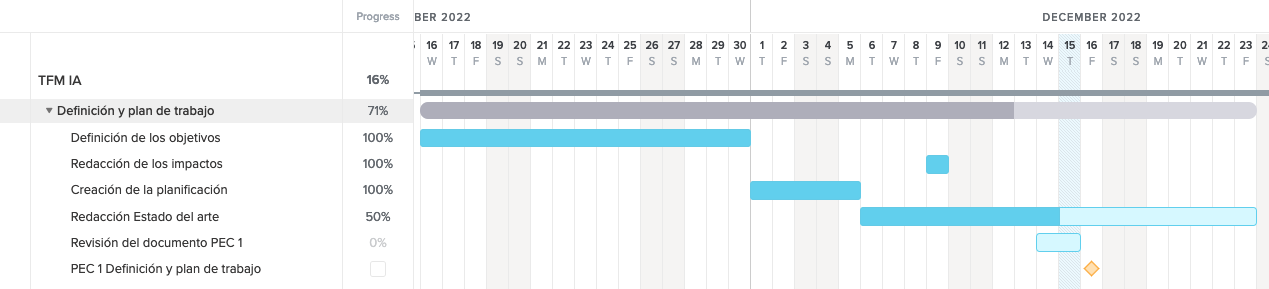 Progress BER 2022 DECEMBER 2022
16 17 18 19 20 21 22 23 24 25 26 27 28 29 30 1 2 3 4 5 6 7 8 9 10 11 12 13 14 15 16 17 18 19 20 21 22 23
W T F S S M T W T F S S M T W T F S S M T W T F S S M T W T F S S M T W T F S
TFM IA 16%
Definición y plan de trabajo 71%
Definición de los objetivos 100%
Redacción de los impactos 100%
Creación de la planificación 100%
Redacción Estado del arte 50%
Revisión del documento PEC 1 0%
PEC 1 Definición y plan de trabajo